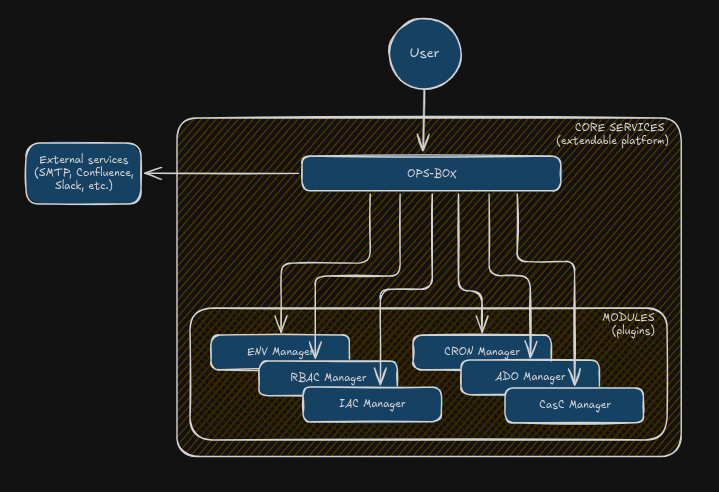 User
CORE SERVICES
(extendable platform)
External services
(SMTP, Confluence,
Slack, etc.)
OPS-BOX
MODULES
(plugins)
ENV Manager
CRON Manager
RBAC Manager
ADO Manager
IAC Manager
CasC Manager